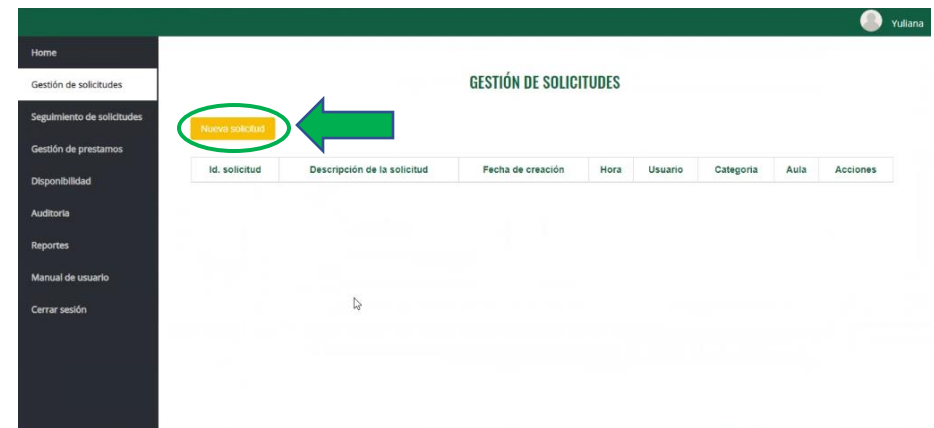 Yuliana
Home
Gestión de solicitudes
Seguimiento de solicitudes
Gestión de prestamos
Disponibilidad
Auditoria
Reportes
Manual de usuario
Cerrar sesión
GESTIÓN DE SOLICITUDES
Nueva solicitud
Id. solicitud Descripción de la solicitud Fecha de creación Hora Usuario Categoria Aula Acciones